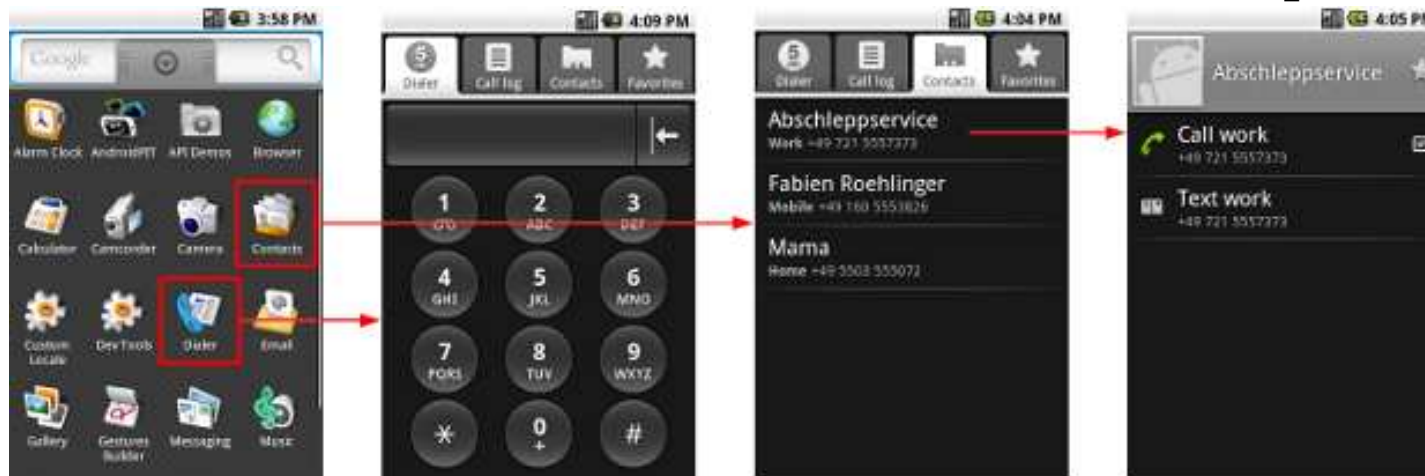 3:58 PM
Google
Alarm Clock AndroidPIT API Demos Browser
Calculator Camcorder Camera Contacts
Custom Locale Dev Tools Dialer Email
Gallery Gestures Builder Messaging Music
4:09 PM
5
Dialer Call log Contacts Favorites
1 2 3
ABC DEF
4 5 6
GHI JKL MNO
7 8 9
PQRS TUV WXYZ
* 0 #
+
4:04 PM
5
Dialer Call log Contacts Favorites
Abschleppservice
Work +49 721 5557373
Fabien Roehlinger
Mobile +49 160 5553826
Mama
Home +49 5503 555072
4:05 PM
Abschleppservice
Call work
+49 721 5557373
Text work
+49 721 5557373